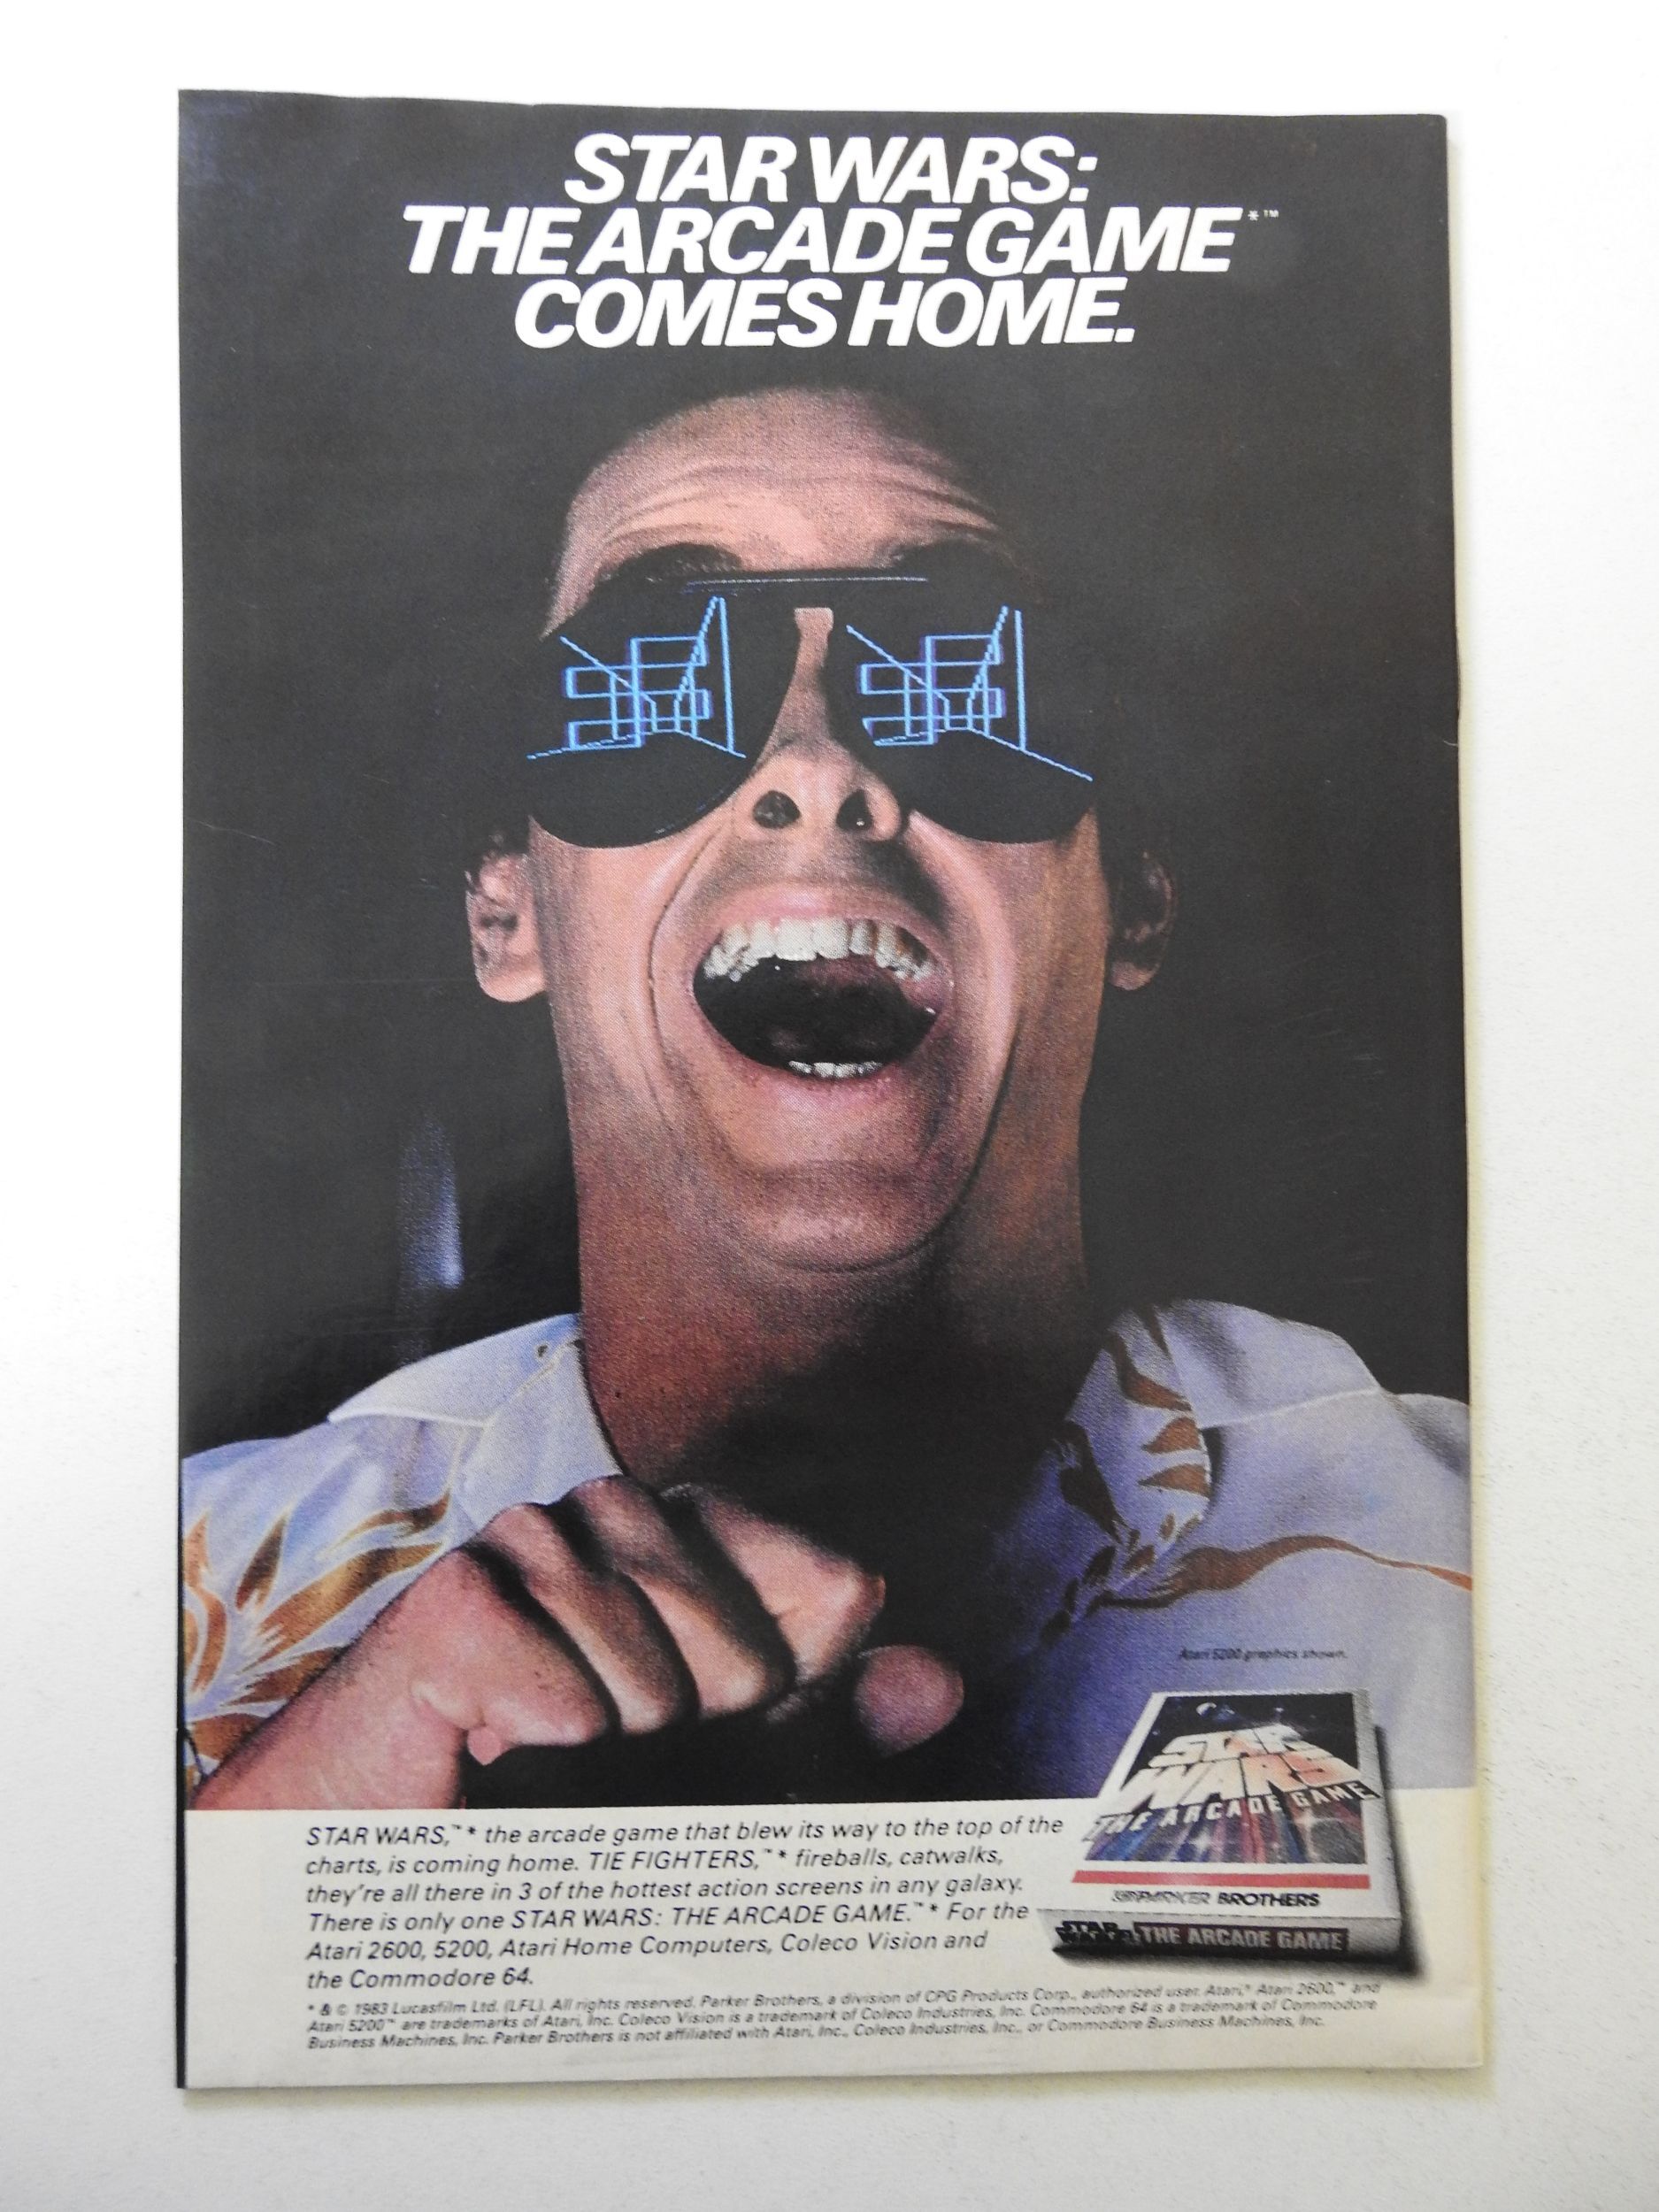 STAR WARS:
THE ARCADE GAME*™
COMES HOME.
Atari 5200 graphics shown.
STAR WARS
THE ARCADE GAME
PARKER BROTHERS
STAR WARS THE ARCADE GAME
STAR WARS,™* the arcade game that blew its way to the top of the
charts, is coming home. TIE FIGHTERS,™* fireballs, catwalks,
they're all there in 3 of the hottest action screens in any galaxy.
There is only one STAR WARS: THE ARCADE GAME.™* For the
Atari 2600, 5200, Atari Home Computers, Coleco Vision and
the Commodore 64.
* & © 1983 Lucasfilm Ltd. (LFL). All rights reserved. Parker Brothers, a division of CPG Products Corp., authorized user. Atari,® Atari 2600,™ and
Atari 5200™ are trademarks of Atari, Inc. Coleco Vision is a trademark of Coleco Industries, Inc. Commodore 64 is a trademark of Commodore
Business Machines, Inc. Parker Brothers is not affiliated with Atari, Inc., Coleco Industries, Inc., or Commodore Business Machines, Inc.